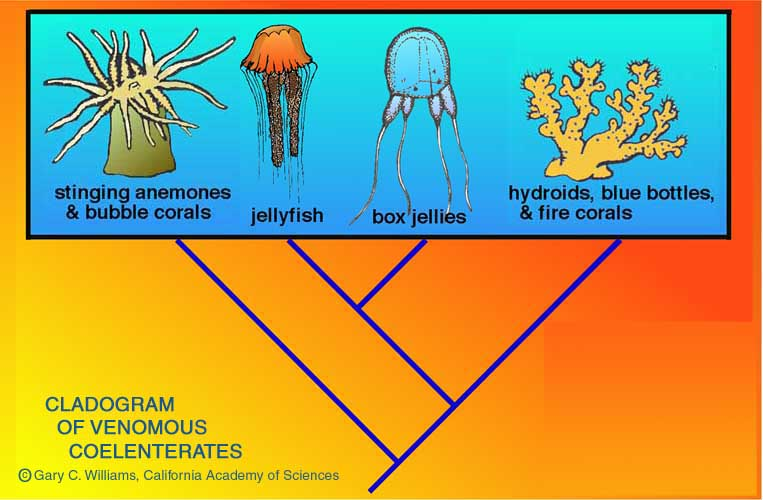 stinging anemones
& bubble corals
jellyfish
box jellies
hydroids, blue bottles,
& fire corals
CLADOGRAM
OF VENOMOUS
COELENTERATES
© Gary C. Williams, California Academy of Sciences